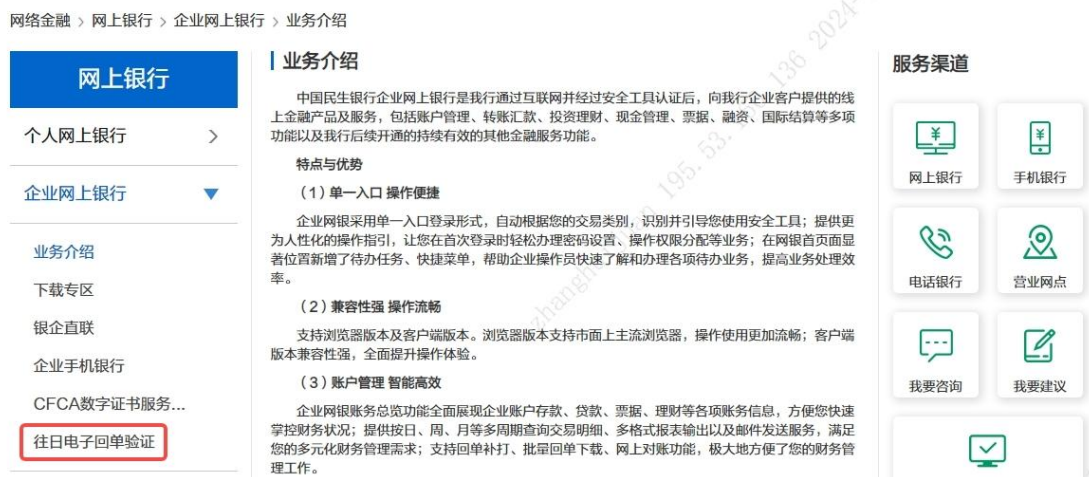 网络金融 > 网上银行 > 企业网上银行 > 业务介绍
网上银行
个人网上银行
企业网上银行
业务介绍
下载专区
银企直联
企业手机银行
CFCA数字证书服务...
往日电子回单验证
业务介绍
中国民生银行企业网上银行是我行通过互联网并经过安全工具认证后，向我行企业客户提供的线
上金融产品及服务，包括账户管理、转账汇款、投资理财、现金管理、票据、融资、国际结算等多项
功能以及我行后续开通的持续有效的其他金融服务功能。
特点与优势
（1）单一入口 操作便捷
企业网银采用单一入口登录形式，自动根据您的交易类别，识别并引导您使用安全工具；提供更
为人性化的操作指引，让您在首次登录时轻松办理密码设置、操作权限分配等业务；在网银首页面显
著位置新增了待办任务、快捷菜单，帮助企业操作员快速了解和办理各项待办业务，提高业务处理效
率。
（2）兼容性强 操作流畅
支持浏览器版本及客户端版本。浏览器版本支持市面上主流浏览器，操作使用更加流畅；客户端
版本兼容性强，全面提升操作体验。
（3）账户管理 智能高效
企业网银账务总览功能全面展现企业账户存款、贷款、票据、理财等各项账务信息，方便您快速
掌控财务状况；提供按日、周、月等多周期查询交易明细、多格式报表输出以及邮件发送服务，满足
您的多元化财务管理需求；支持回单补打、批量回单下载、网上对账功能，极大地方便了您的财务管
理工作。
服务渠道
网上银行
手机银行
电话银行
营业网点
我要咨询
我要建议